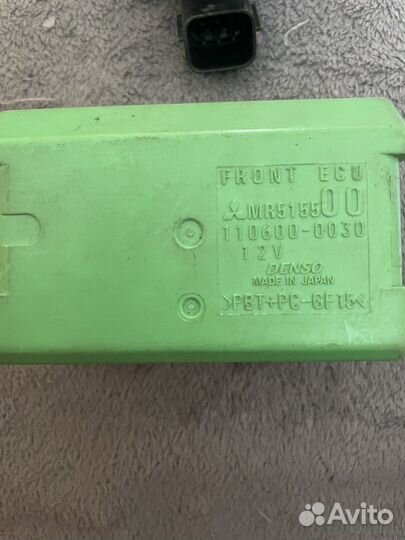 FRONT ECU
MR515500
110600-0030
12V
DENSO
MADE IN JAPAN
>PBT+PC-GF15<
Avito